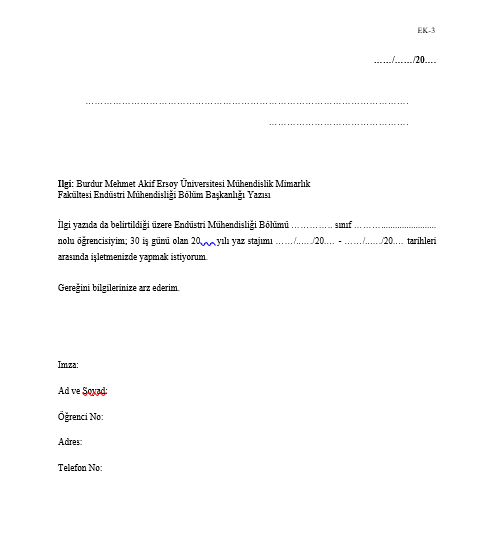 EK-3
……/……/20….
……………………………………………………………………………………………
………………………………………
Ilgi: Burdur Mehmet Akif Ersoy Üniversitesi Mühendislik Mimarlık
Fakültesi Endüstri Mühendisliği Bölüm Başkanlığı Yazısı
İlgi yazıda da belirtildiği üzere Endüstri Mühendisliği Bölümü ………….. sınıf ………........................
nolu öğrencisiyim; 30 iş günü olan 20 yılı yaz stajımı ……/…../20…. - ……/……/20…. tarihleri
arasında işletmenizde yapmak istiyorum.
Gereğini bilgilerinize arz ederim.
Imza:
Ad ve Soyad:
Öğrenci No:
Adres:
Telefon No: